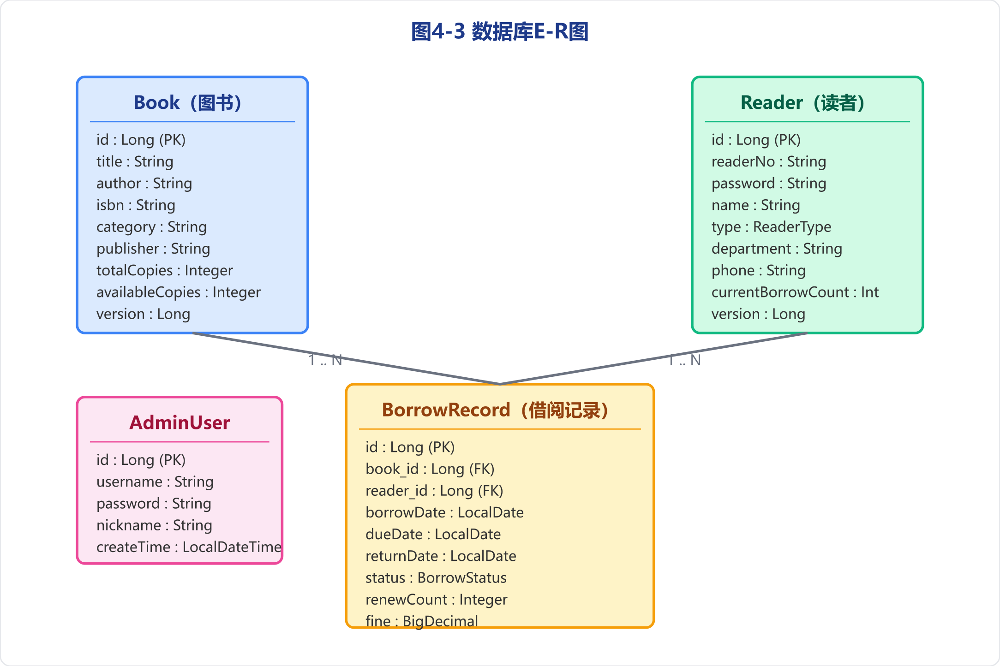 图4-3 数据库E-R图
Book（图书）
id : Long (PK)
title : String
author : String
isbn : String
category : String
publisher : String
totalCopies : Integer
availableCopies : Integer
version : Long
Reader（读者）
id : Long (PK)
readerNo : String
password : String
name : String
type : ReaderType
department : String
phone : String
currentBorrowCount : Int
version : Long
1 .. N
1 .. N
AdminUser
id : Long (PK)
username : String
password : String
nickname : String
createTime : LocalDateTime
BorrowRecord（借阅记录）
id : Long (PK)
book_id : Long (FK)
reader_id : Long (FK)
borrowDate : LocalDate
dueDate : LocalDate
returnDate : LocalDate
status : BorrowStatus
renewCount : Integer
fine : BigDecimal